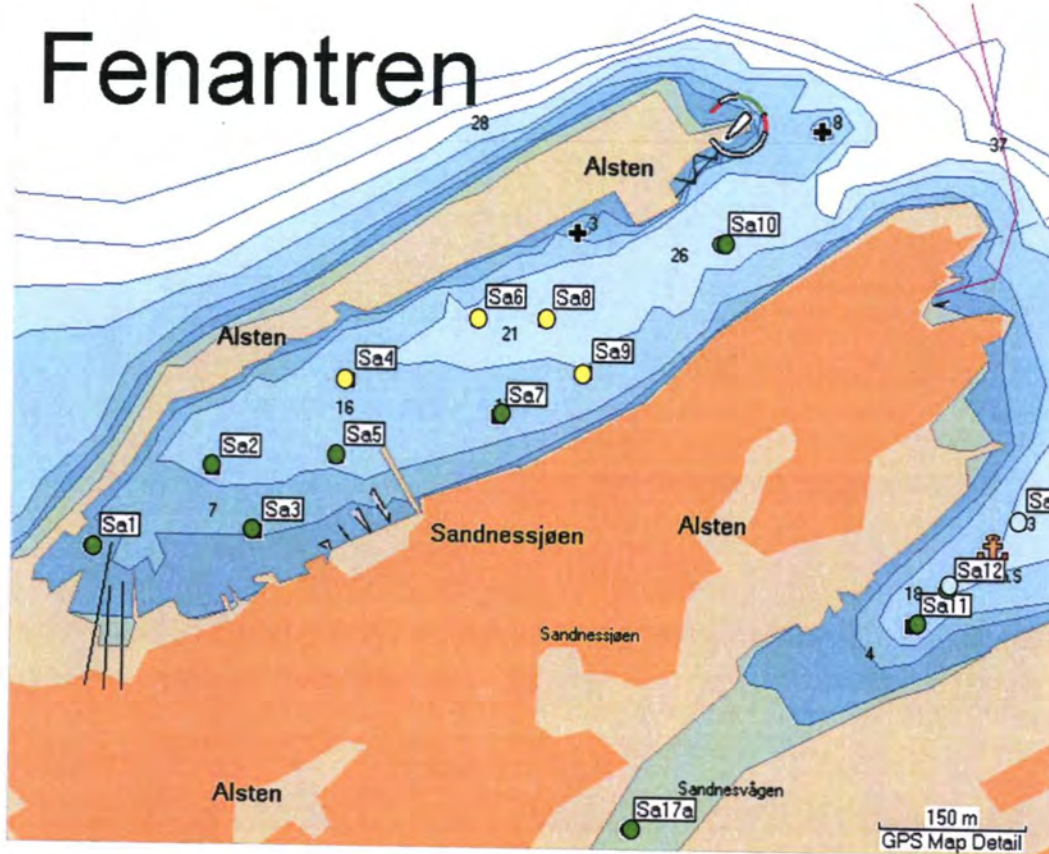 Fenantren
28
8
37
Alsten
3
Sa10
26
Sa6
Sa8
Alsten
21
Sa4
Sa9
16
Sa7
Sa2
Sa5
7
Sa3
Sandnessjøen
Alsten
Sa1
Sa
3
Sa12
S
18
Sa11
Sandnessjøen
4
Alsten
Sandnesvågen
Sa17a
150 m
GPS Map Detail